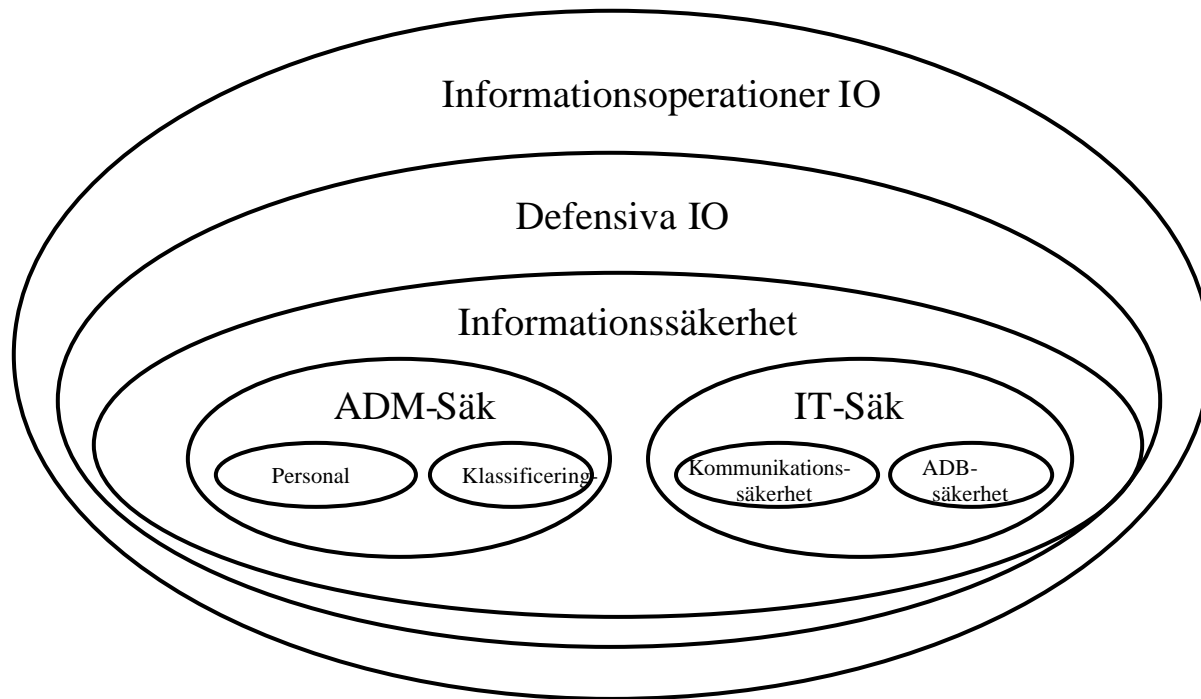 Informationsoperationer IO
Defensiva IO
Informationssäkerhet
ADM-Säk
IT-Säk
Personal
Klassificering-
Kommunikations-
säkerhet
ADB-
säkerhet